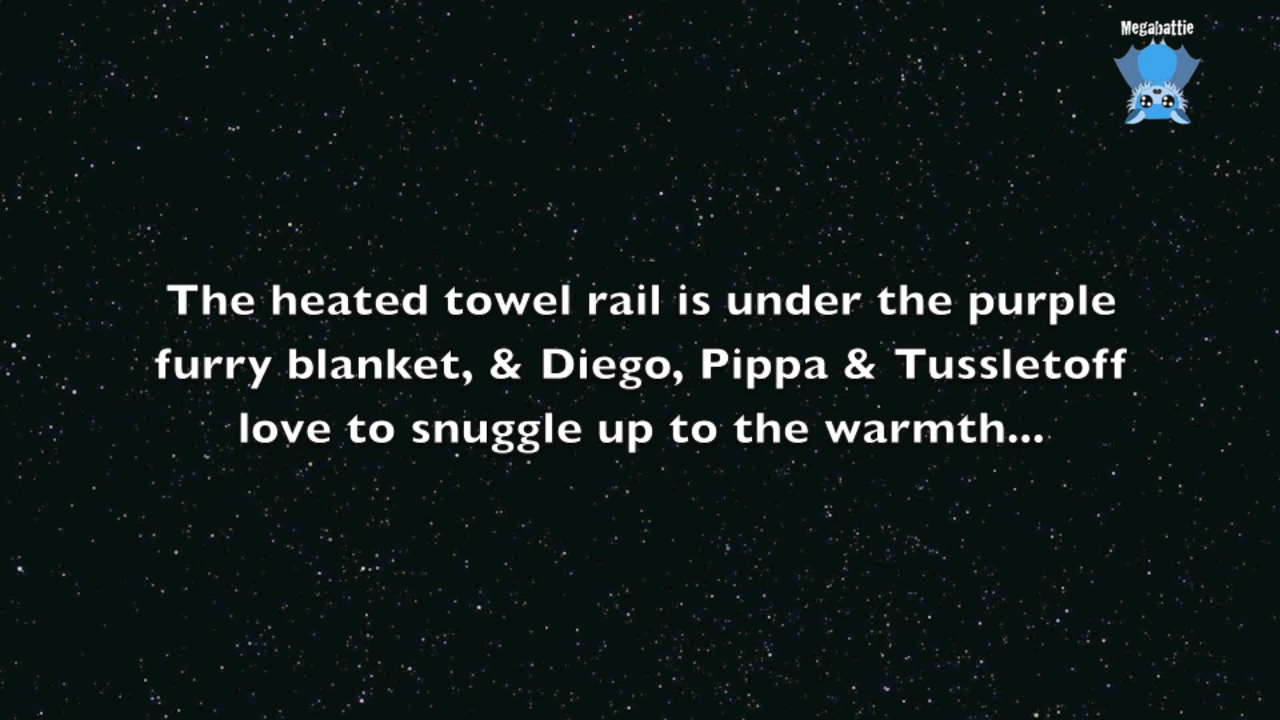 Megabattie
The heated towel rail is under the purple
furry blanket, & Diego, Pippa & Tussletoff
love to snuggle up to the warmth...